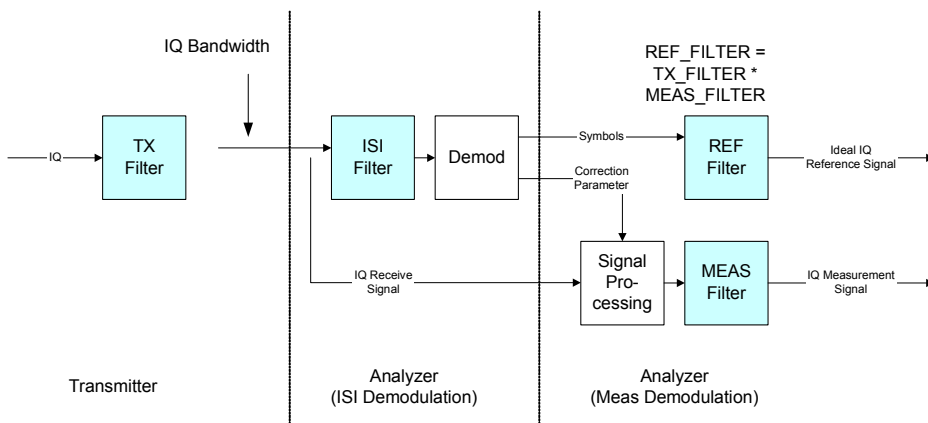 IQ Bandwidth
REF_FILTER =
TX_FILTER *
MEAS_FILTER
IQ
TX
Filter
ISI
Filter
Demod
Symbols
REF
Filter
Ideal IQ
Reference Signal
Correction
Parameter
IQ Receive
Signal
Signal
Pro-
cessing
MEAS
Filter
IQ Measurement
Signal
Transmitter
Analyzer
(ISI Demodulation)
Analyzer
(Meas Demodulation)